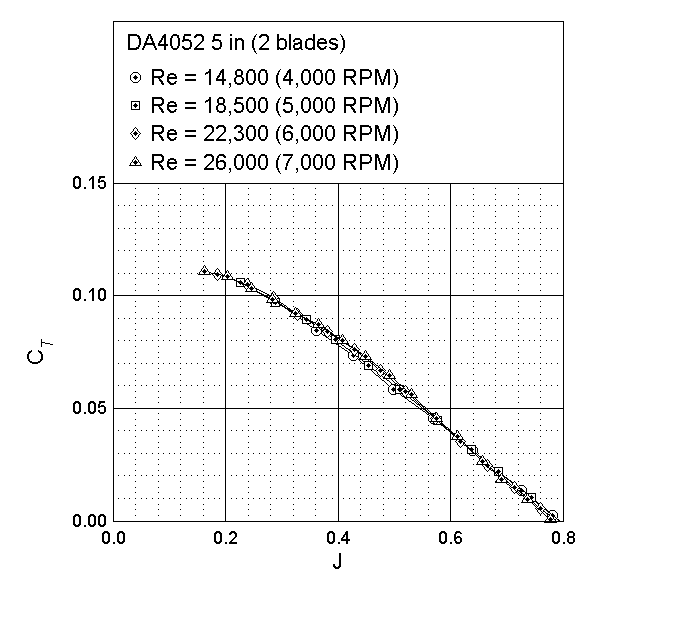 DA4052 5 in (2 blades)
Re = 14,800 (4,000 RPM)
Re = 18,500 (5,000 RPM)
Re = 22,300 (6,000 RPM)
Re = 26,000 (7,000 RPM)
0.15
0.10
C_T
0.05
0.00
0.0 0.2 0.4 0.6 0.8
J